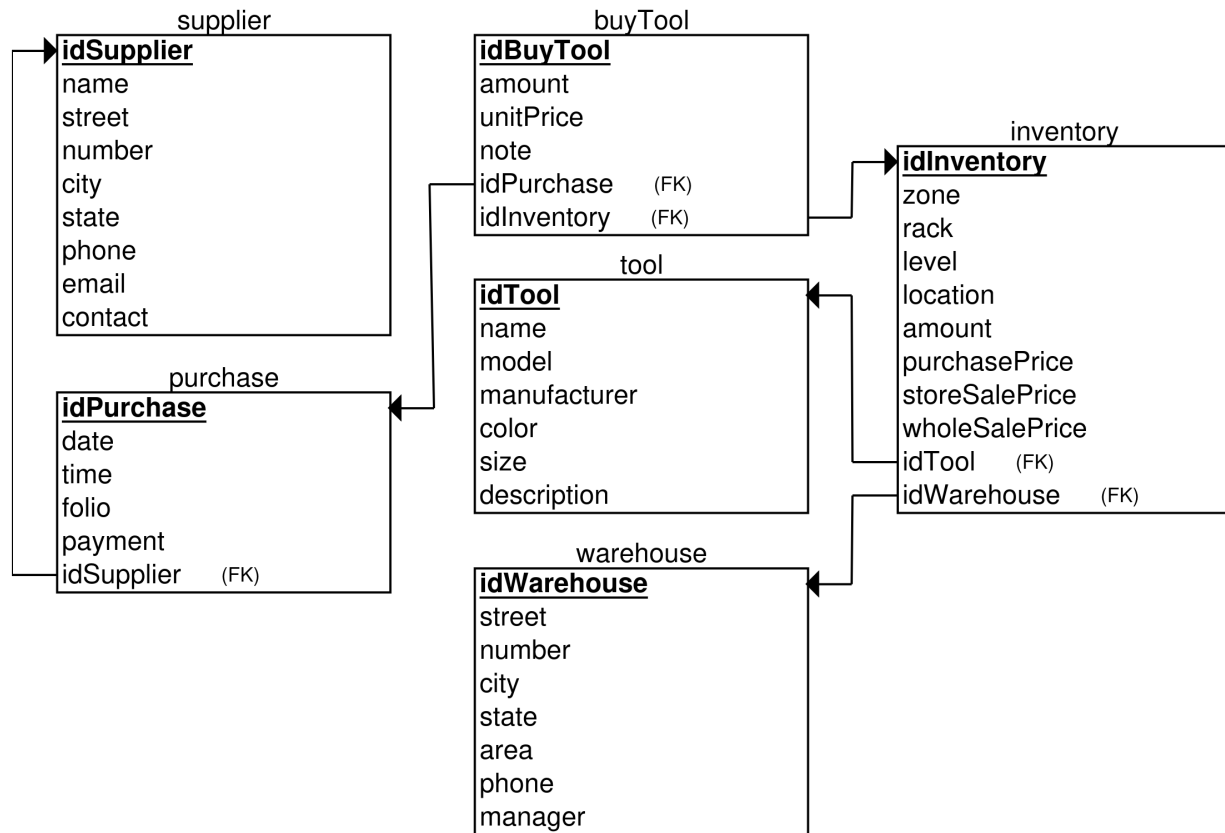 supplier
idSupplier
name
street
number
city
state
phone
email
contact
purchase
idPurchase
date
time
folio
payment
idSupplier (FK)
buyTool
idBuyTool
amount
unitPrice
note
idPurchase (FK)
idInventory (FK)
tool
idTool
name
model
manufacturer
color
size
description
warehouse
idWarehouse
street
number
city
state
area
phone
manager
inventory
idInventory
zone
rack
level
location
amount
purchasePrice
storeSalePrice
wholeSalePrice
idTool (FK)
idWarehouse (FK)